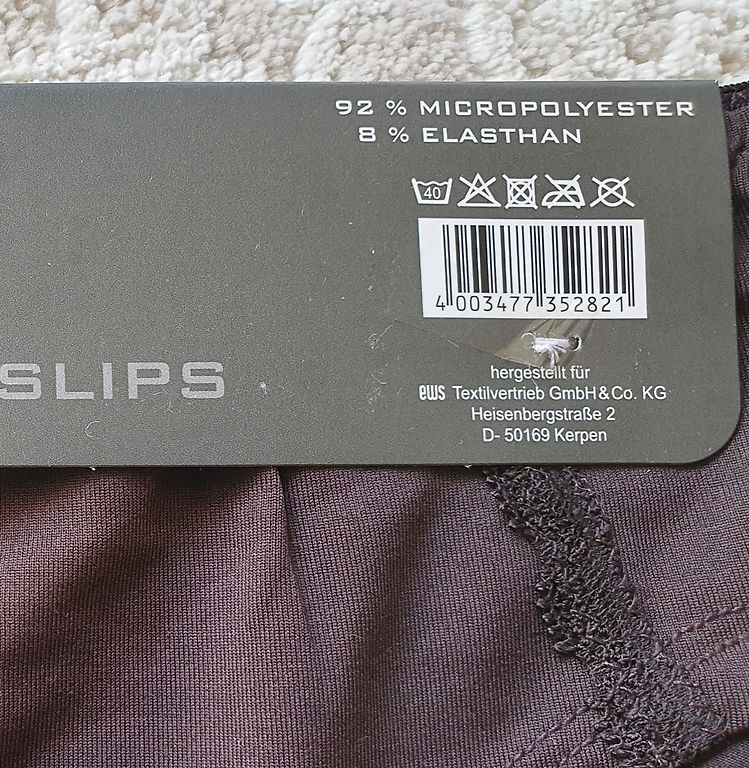 92 % MICROPOLYESTER
8 % ELASTHAN
40
4 003477 352821
SLIPS
hergestellt für
ews Textilvertrieb GmbH & Co. KG
Heisenbergstraße 2
D- 50169 Kerpen